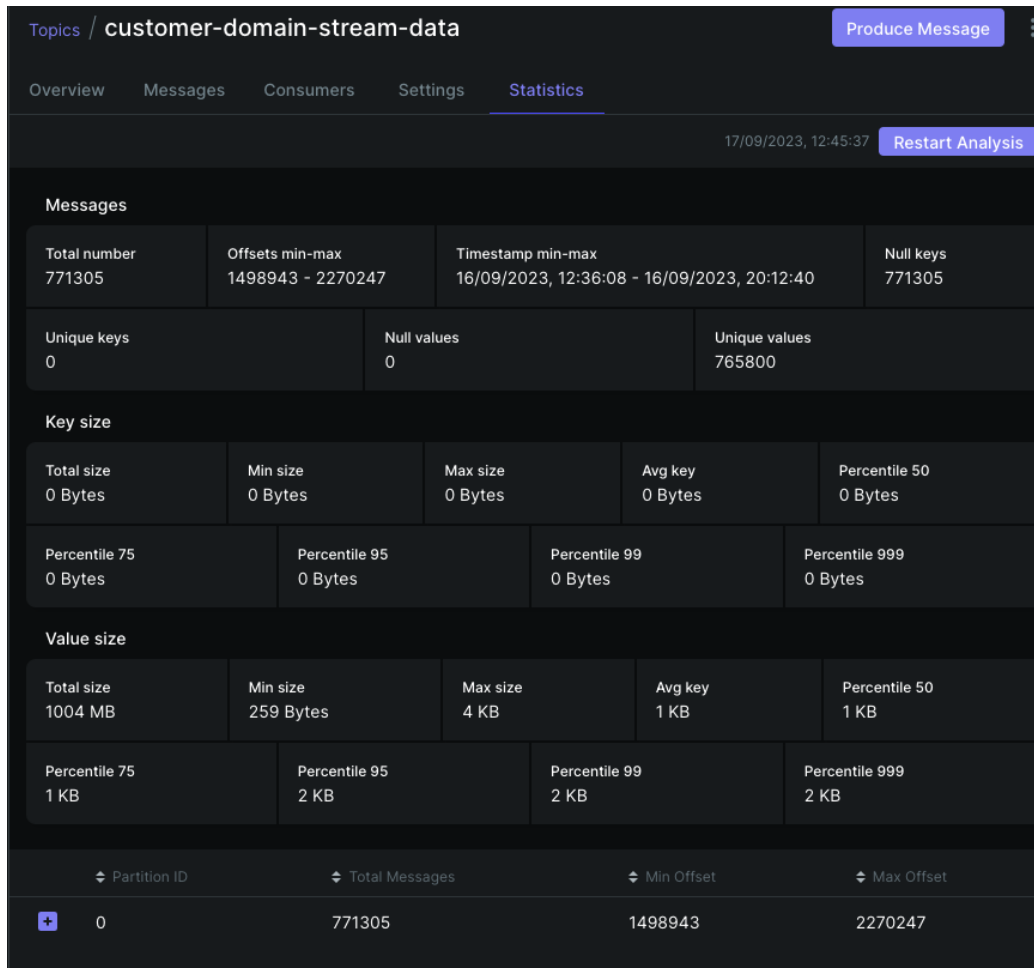 Topics / customer-domain-stream-data Produce Message
Overview Messages Consumers Settings Statistics
17/09/2023, 12:45:37 Restart Analysis
Messages
Total number Offsets min-max Timestamp min-max Null keys
771305 1498943 - 2270247 16/09/2023, 12:36:08 - 16/09/2023, 20:12:40 771305
Unique keys Null values Unique values
0 0 765800
Key size
Total size Min size Max size Avg key Percentile 50
0 Bytes 0 Bytes 0 Bytes 0 Bytes 0 Bytes
Percentile 75 Percentile 95 Percentile 99 Percentile 999
0 Bytes 0 Bytes 0 Bytes 0 Bytes
Value size
Total size Min size Max size Avg key Percentile 50
1004 MB 259 Bytes 4 KB 1 KB 1 KB
Percentile 75 Percentile 95 Percentile 99 Percentile 999
1 KB 2 KB 2 KB 2 KB
Partition ID Total Messages Min Offset Max Offset
0 771305 1498943 2270247